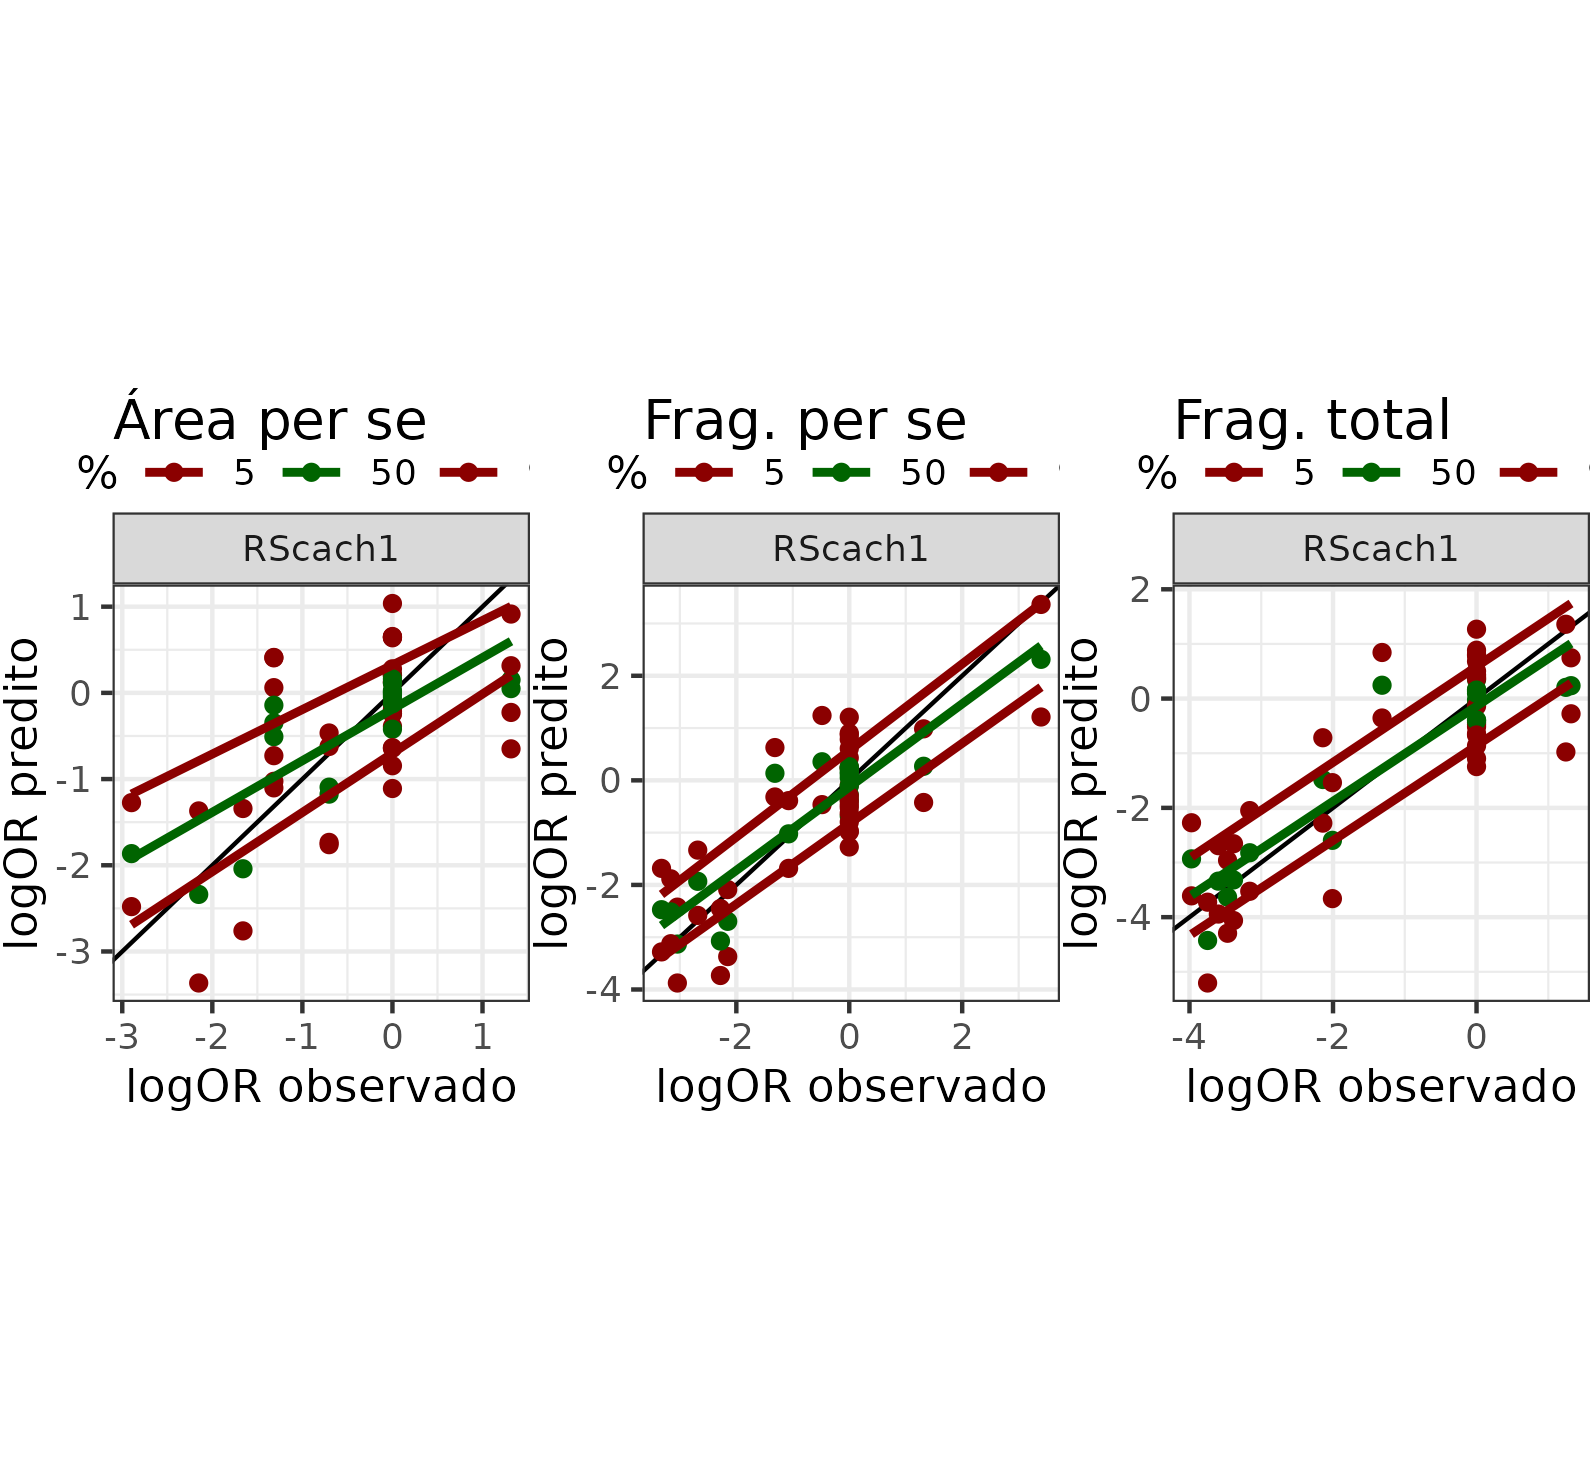 Área per se
% 5 50
RScach1
1
0
-1
-2
-3
-3 -2 -1 0 1
logOR predito
logOR observado
Frag. per se
% 5 50
RScach1
2
0
-2
-4
-2 0 2
logOR predito
logOR observado
Frag. total
% 5 50
RScach1
2
0
-2
-4
-4 -2 0
logOR predito
logOR observado